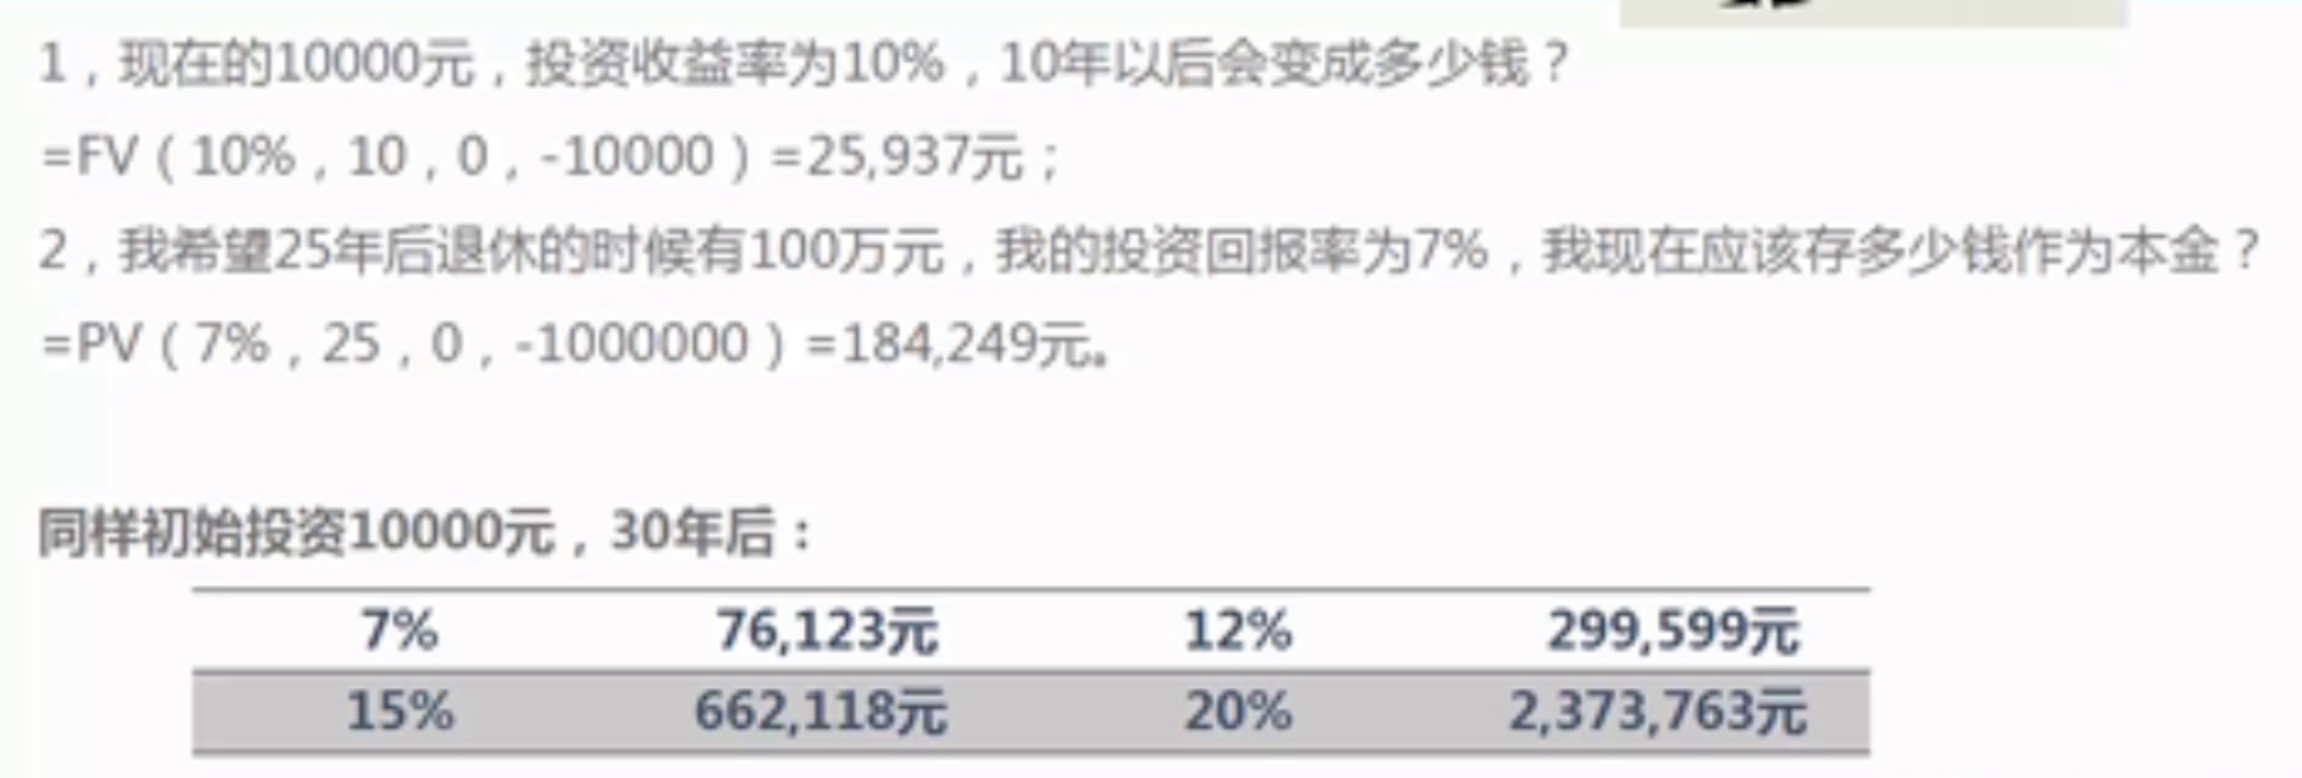 1，现在的10000元，投资收益率为10%，10年以后会变成多少钱？
=FV（10%，10，0，-10000）=25,937元；
2，我希望25年后退休的时候有100万元，我的投资回报率为7%，我现在应该存多少钱作为本金？
=PV（7%，25，0，-1000000）=184,249元。
同样初始投资10000元，30年后：
7% 76,123元 12% 299,599元
15% 662,118元 20% 2,373,763元